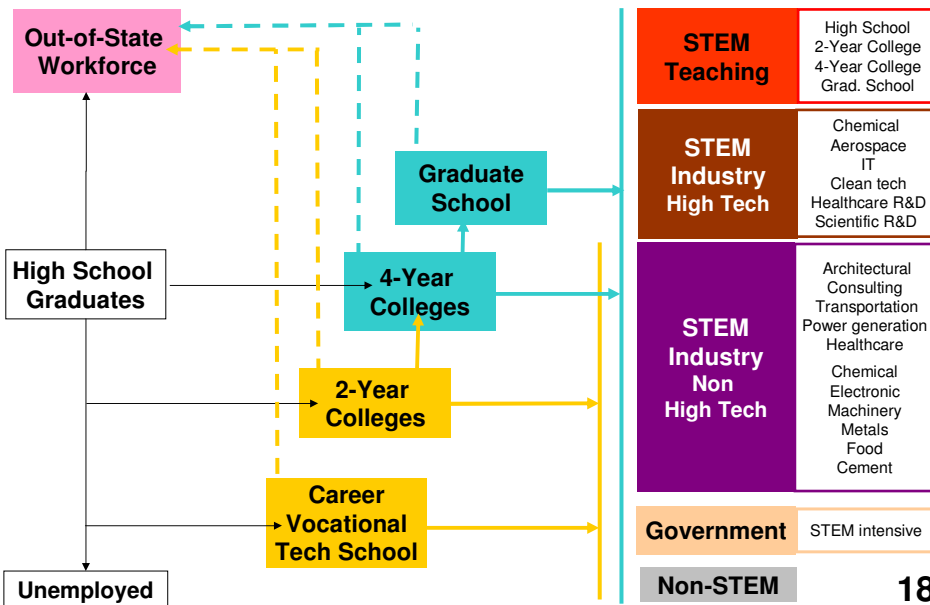 Out-of-State
Workforce
High School
Graduates
Unemployed
Graduate
School
4-Year
Colleges
2-Year
Colleges
Career
Vocational
Tech School
STEM
Teaching
High School
2-Year College
4-Year College
Grad. School
STEM
Industry
High Tech
Chemical
Aerospace
IT
Clean tech
Healthcare R&D
Scientific R&D
STEM
Industry
Non
High Tech
Architectural
Consulting
Transportation
Power generation
Healthcare
Chemical
Electronic
Machinery
Metals
Food
Cement
Government
STEM intensive
Non-STEM
18